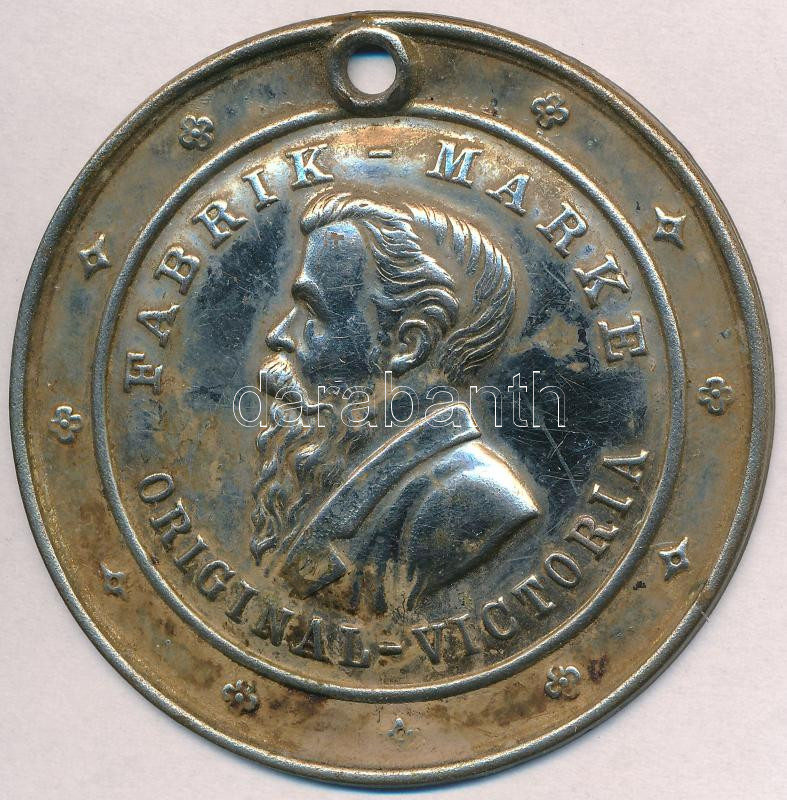 FABRIK - MARKE
ORIGINAL - VICTORIA
darabanth